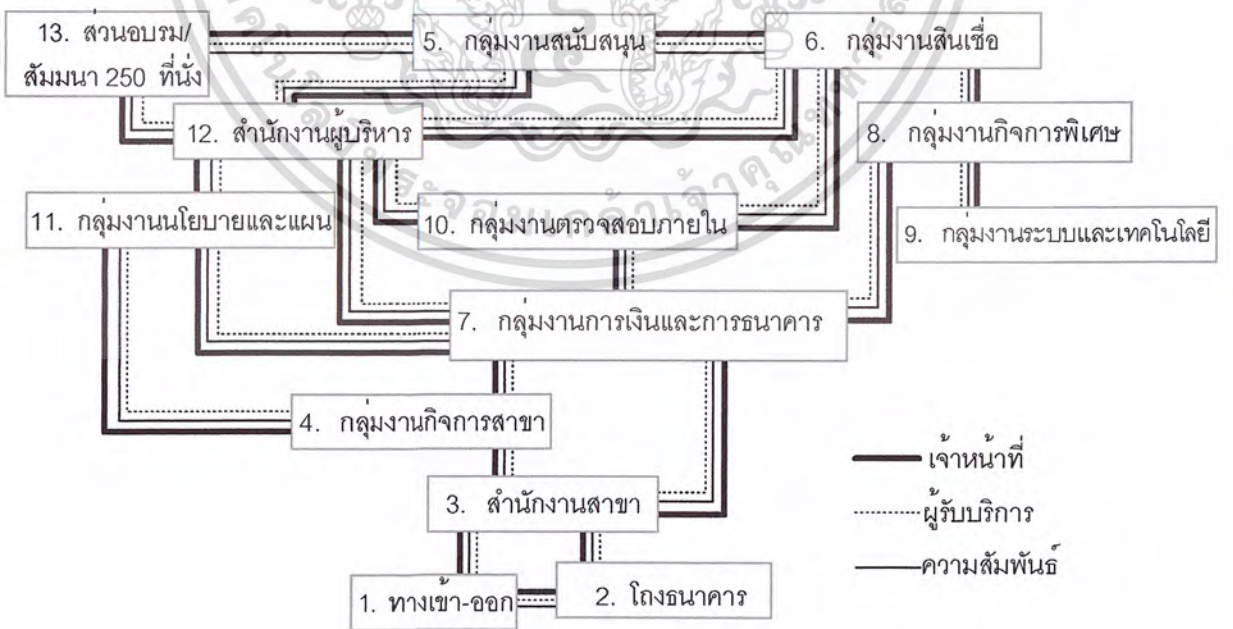 13. ส่วนอบรม/
สัมมนา 250 ที่นั่ง
5. กลุ่มงานสนับสนุน
6. กลุ่มงานสินเชื่อ
12. สำนักงานผู้บริหาร
8. กลุ่มงานกิจการพิเศษ
11. กลุ่มงานนโยบายและแผน
10. กลุ่มงานตรวจสอบภายใน
9. กลุ่มงานระบบและเทคโนโลยี
7. กลุ่มงานการเงินและการธนาคาร
4. กลุ่มงานกิจการสาขา
3. สำนักงานสาขา
1. ทางเข้า-ออก
2. โถงธนาคาร
เจ้าหน้าที่
ผู้รับบริการ
ความสัมพันธ์